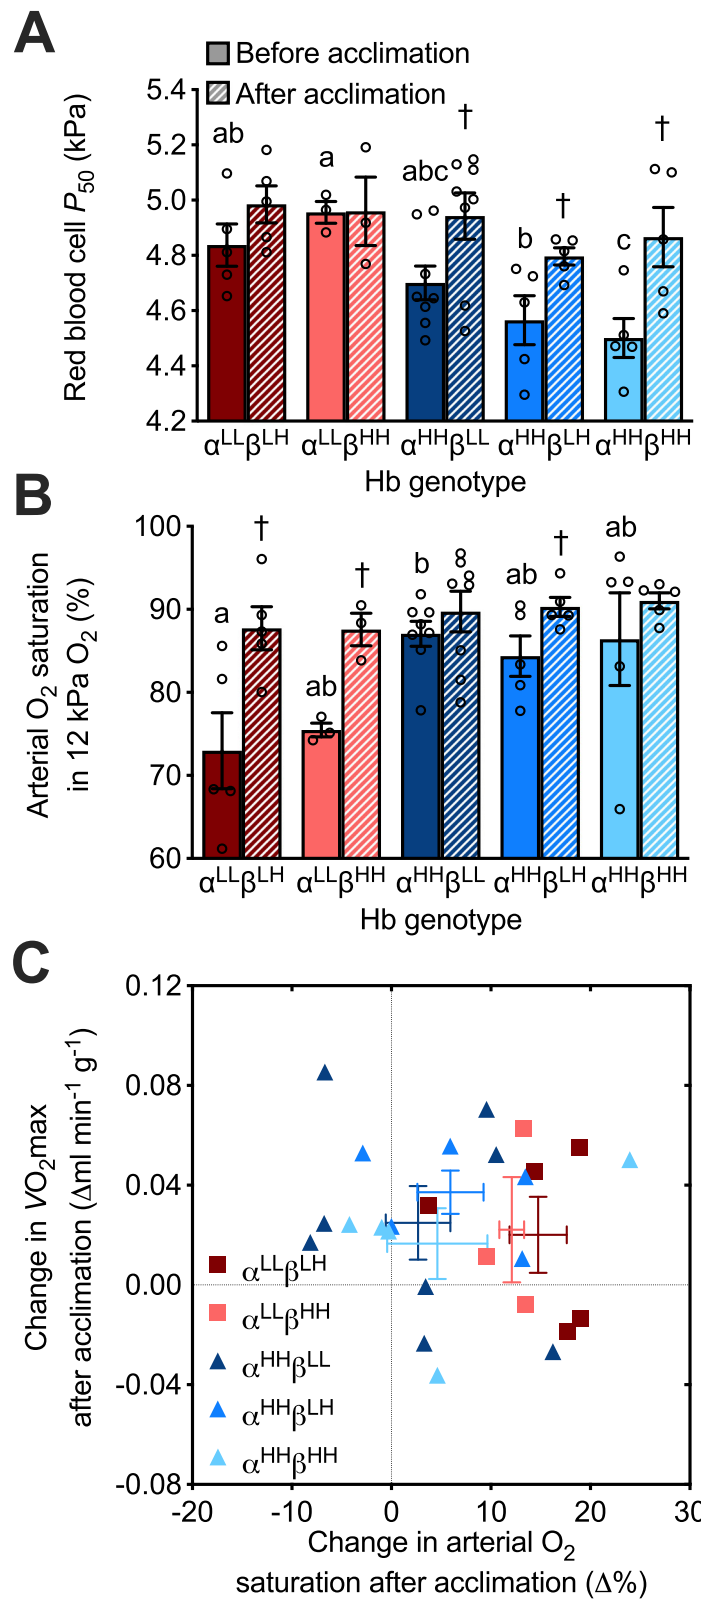 A
Before acclimation
After acclimation
Red blood cell P50 (kPa)
5.4
5.2
5.0
4.8
4.6
4.4
4.2
ab
a
abc
†
b
†
c
†
αLLβLH
αLLβHH
αHHβLL
αHHβLH
αHHβHH
Hb genotype
B
Arterial O2 saturation
in 12 kPa O2 (%)
100
90
80
70
60
a
†
ab
†
b
ab
†
ab
αLLβLH
αLLβHH
αHHβLL
αHHβLH
αHHβHH
Hb genotype
C
Change in VO2max
after acclimation (Δml min-1 g-1)
0.12
0.08
0.04
0.00
-0.04
-0.08
αLLβLH
αLLβHH
αHHβLL
αHHβLH
αHHβHH
-20
-10
0
10
20
30
Change in arterial O2
saturation after acclimation (Δ%)